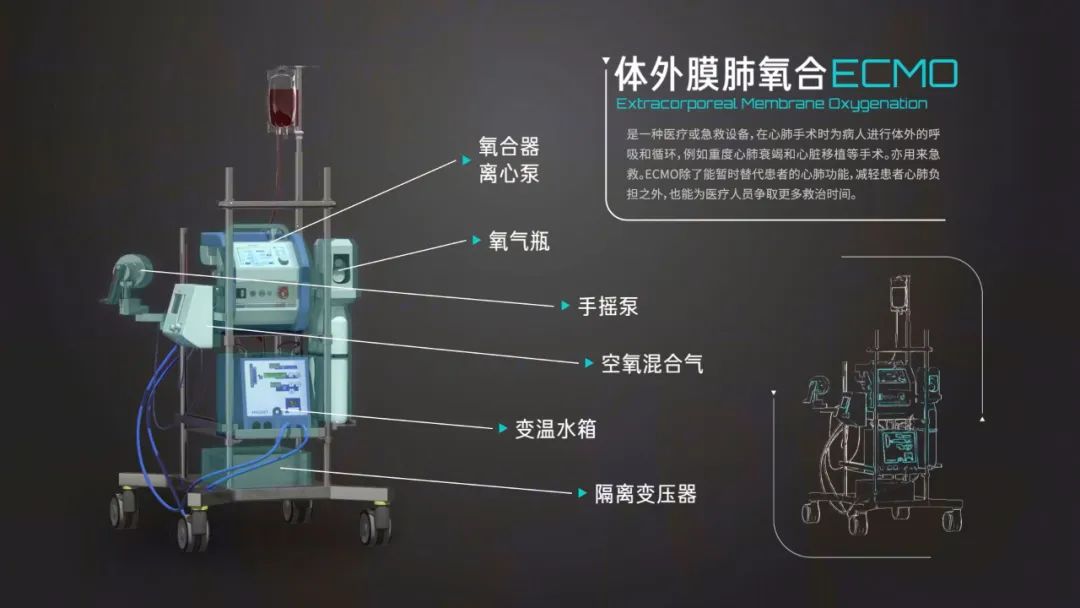 体外膜肺氧合ECMO
Extracorporeal Membrane Oxygenation
是一种医疗或急救设备，在心肺手术时为病人进行体外的呼
吸和循环，例如重度心肺衰竭和心脏移植等手术。亦用来急
救。ECMO除了能暂时替代患者的心肺功能，减轻患者心肺负
担之外，也能为医疗人员争取更多救治时间。
氧合器
离心泵
氧气瓶
手摇泵
空氧混合气
变温水箱
隔离变压器